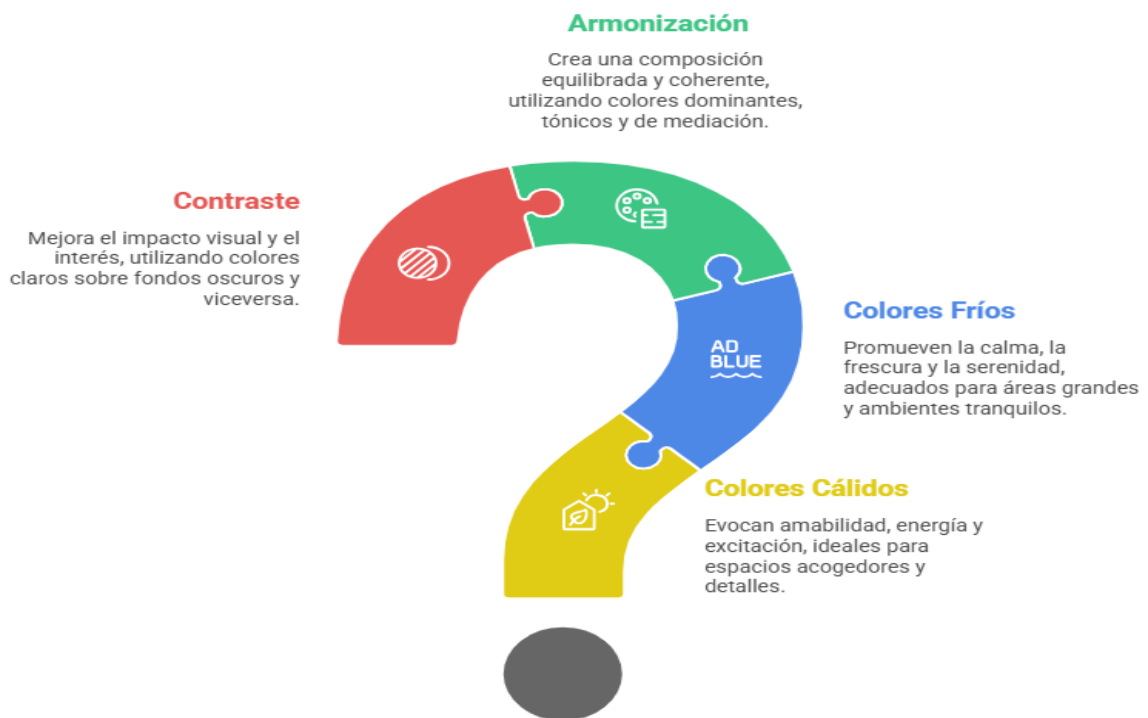 Armonización
Crea una composición
equilibrada y coherente,
utilizando colores dominantes,
tónicos y de mediación.
Contraste
Mejora el impacto visual y el
interés, utilizando colores
claros sobre fondos oscuros y
viceversa.
Colores Fríos
Promueven la calma, la
frescura y la serenidad,
adecuados para áreas grandes
y ambientes tranquilos.
AD
BLUE
Colores Cálidos
Evocan amabilidad, energía y
excitación, ideales para
espacios acogedores y
detalles.